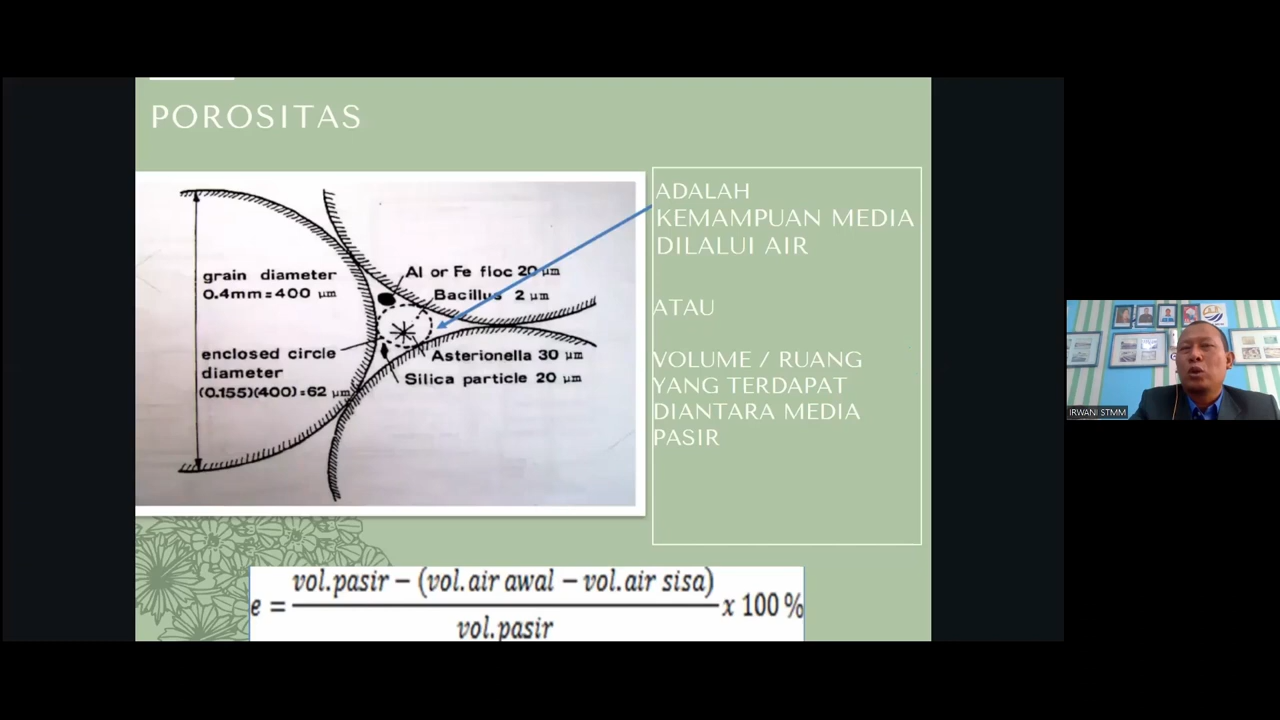 POROSITAS
grain diameter
0.4mm=400 μm
enclosed circle
diameter
(0.155)(400)=62 μm
Al or Fe floc 20 μm
Bacillus 2 μm
Asterionella 30 μm
Silica particle 20 μm
ADALAH
KEMAMPUAN MEDIA
DILALUI AIR
ATAU
VOLUME / RUANG
YANG TERDAPAT
DIANTARA MEDIA
PASIR
e = vol.pasir – (vol.air awal – vol.air sisa) x 100 %
vol.pasir
IRWANI STMM